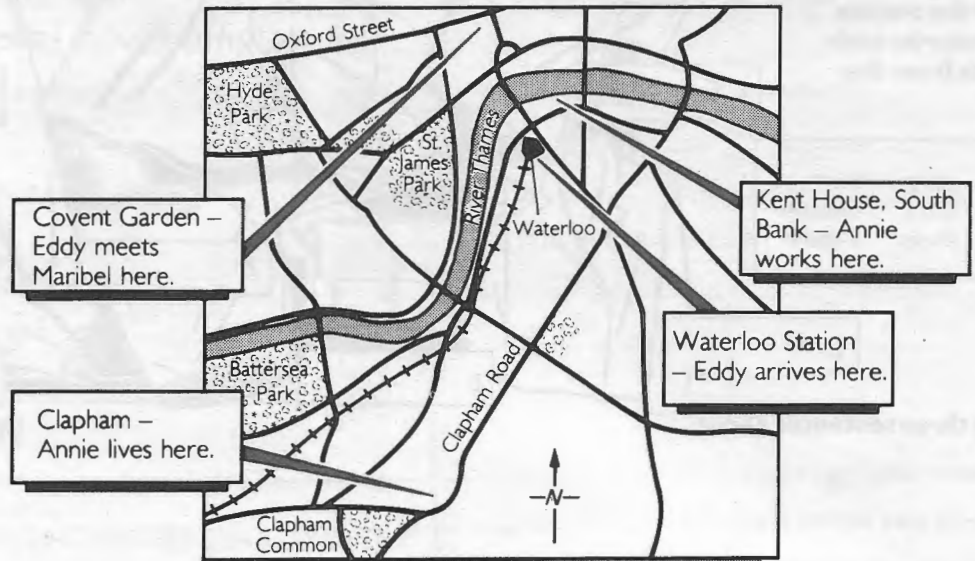 Oxford Street
Hyde
Park
St.
James
Park
River Thames
Waterloo
Covent Garden –
Eddy meets
Maribel here.
Kent House, South
Bank – Annie
works here.
Waterloo Station
– Eddy arrives here.
Battersea
Park
Clapham Road
Clapham –
Annie lives here.
N
Clapham
Common